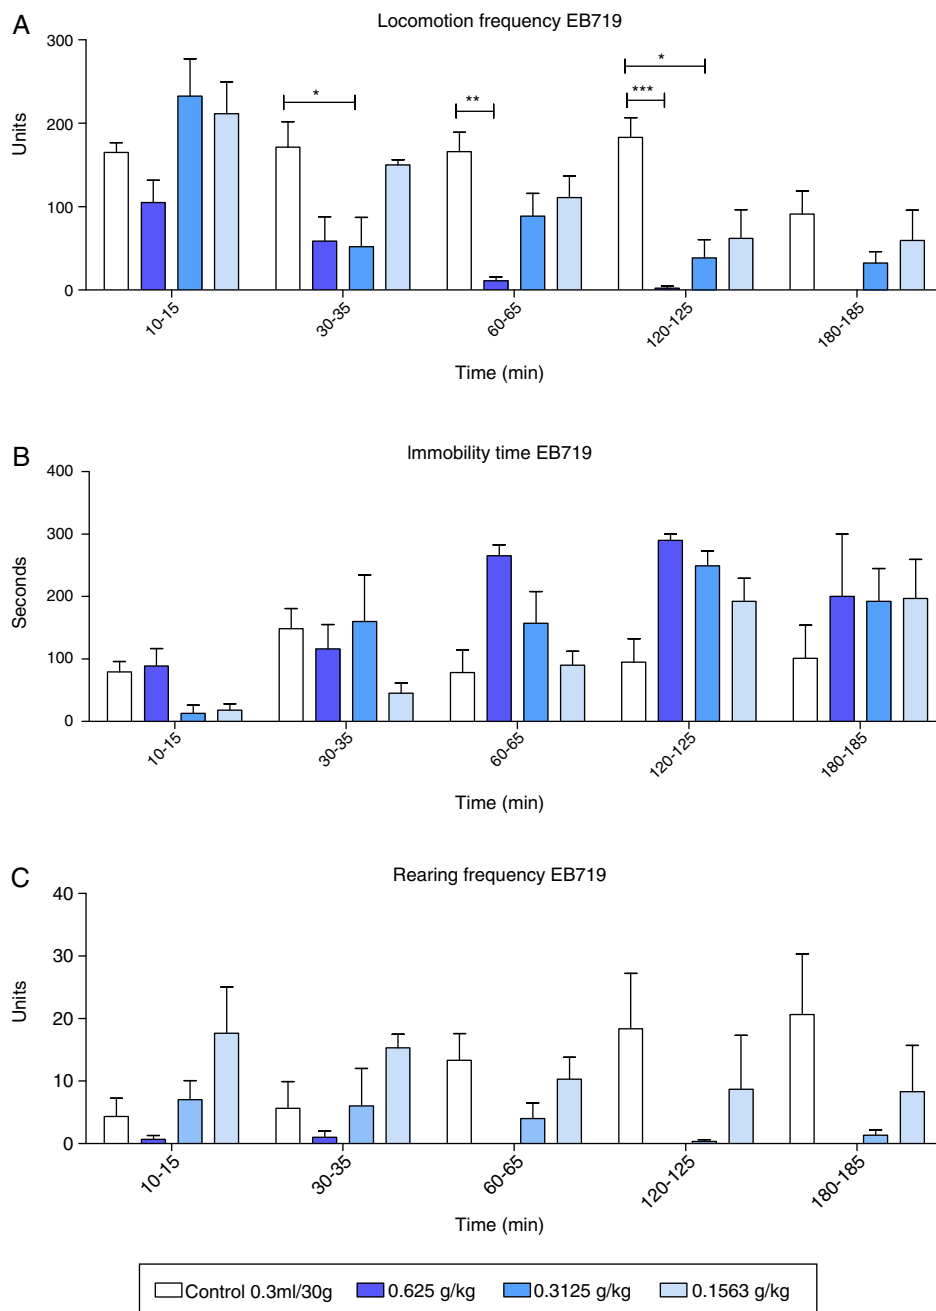 A
Locomotion frequency EB719
Units
300
200
100
0
*
**
***
*
10-15
30-35
60-65
120-125
180-185
Time (min)
B
Immobility time EB719
Seconds
400
300
200
100
0
10-15
30-35
60-65
120-125
180-185
Time (min)
C
Rearing frequency EB719
Units
40
30
20
10
0
10-15
30-35
60-65
120-125
180-185
Time (min)
Control 0.3ml/30g 0.625 g/kg 0.3125 g/kg 0.1563 g/kg